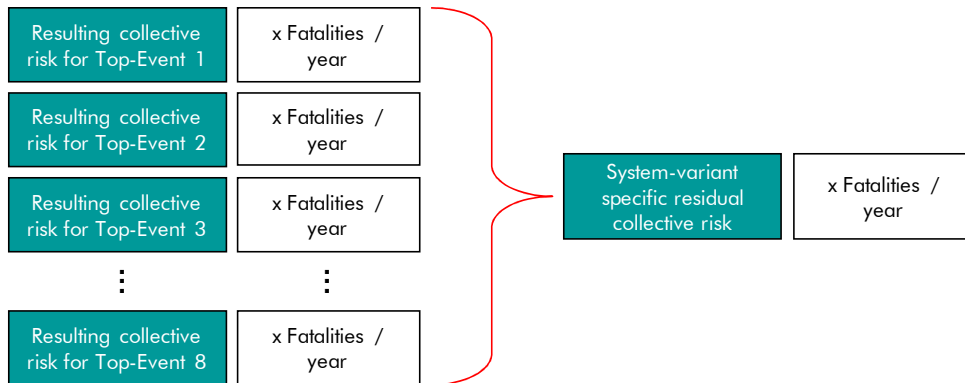 Resulting collective
risk for Top-Event 1
x Fatalities /
year
Resulting collective
risk for Top-Event 2
x Fatalities /
year
Resulting collective
risk for Top-Event 3
x Fatalities /
year
⋮
⋮
Resulting collective
risk for Top-Event 8
x Fatalities /
year
System-variant
specific residual
collective risk
x Fatalities /
year